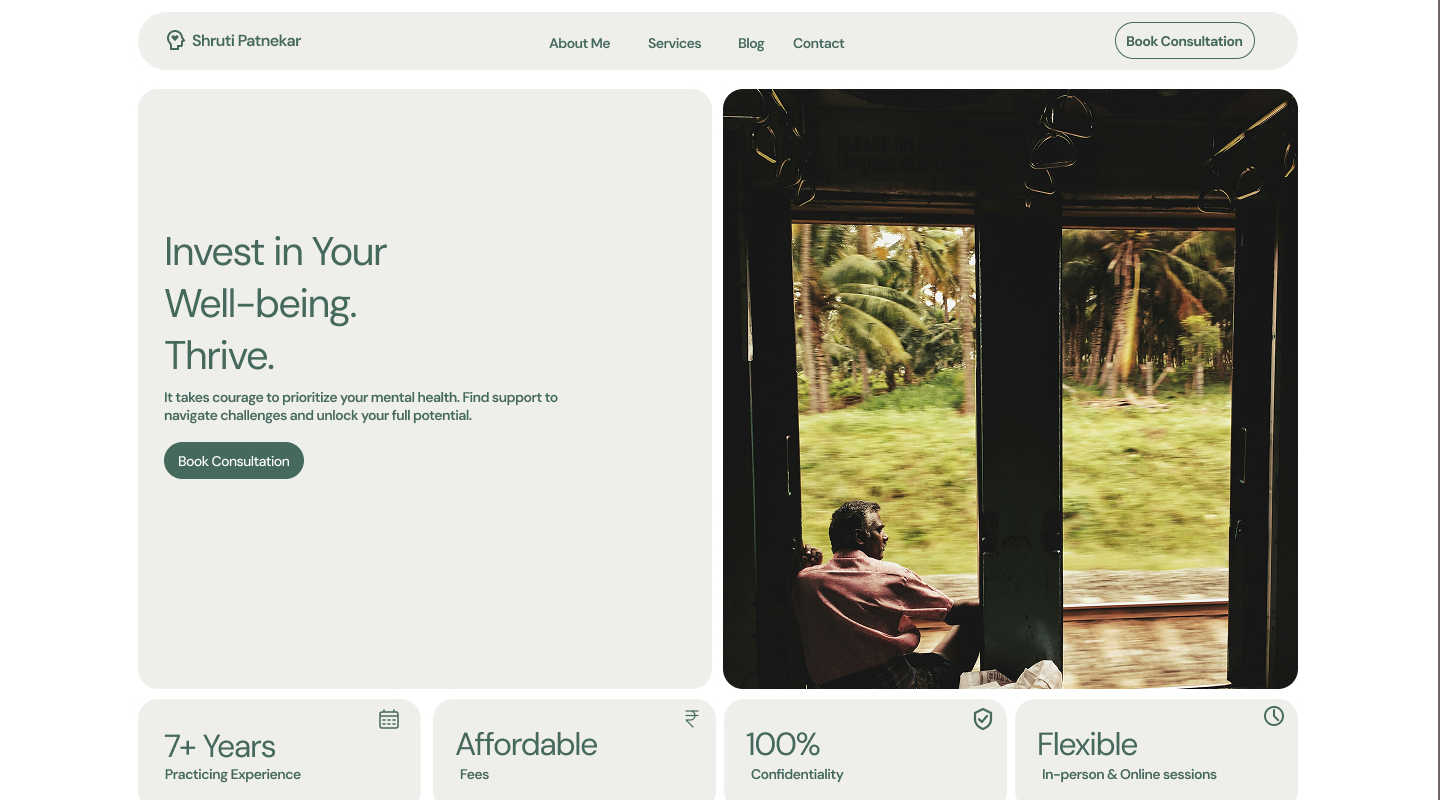 Shruti Patnekar
About Me Services Blog Contact
Book Consultation
Invest in Your
Well-being.
Thrive.
It takes courage to prioritize your mental health. Find support to
navigate challenges and unlock your full potential.
Book Consultation
7+ Years
Practicing Experience
₹
Affordable
Fees
100%
Confidentiality
Flexible
In-person & Online sessions